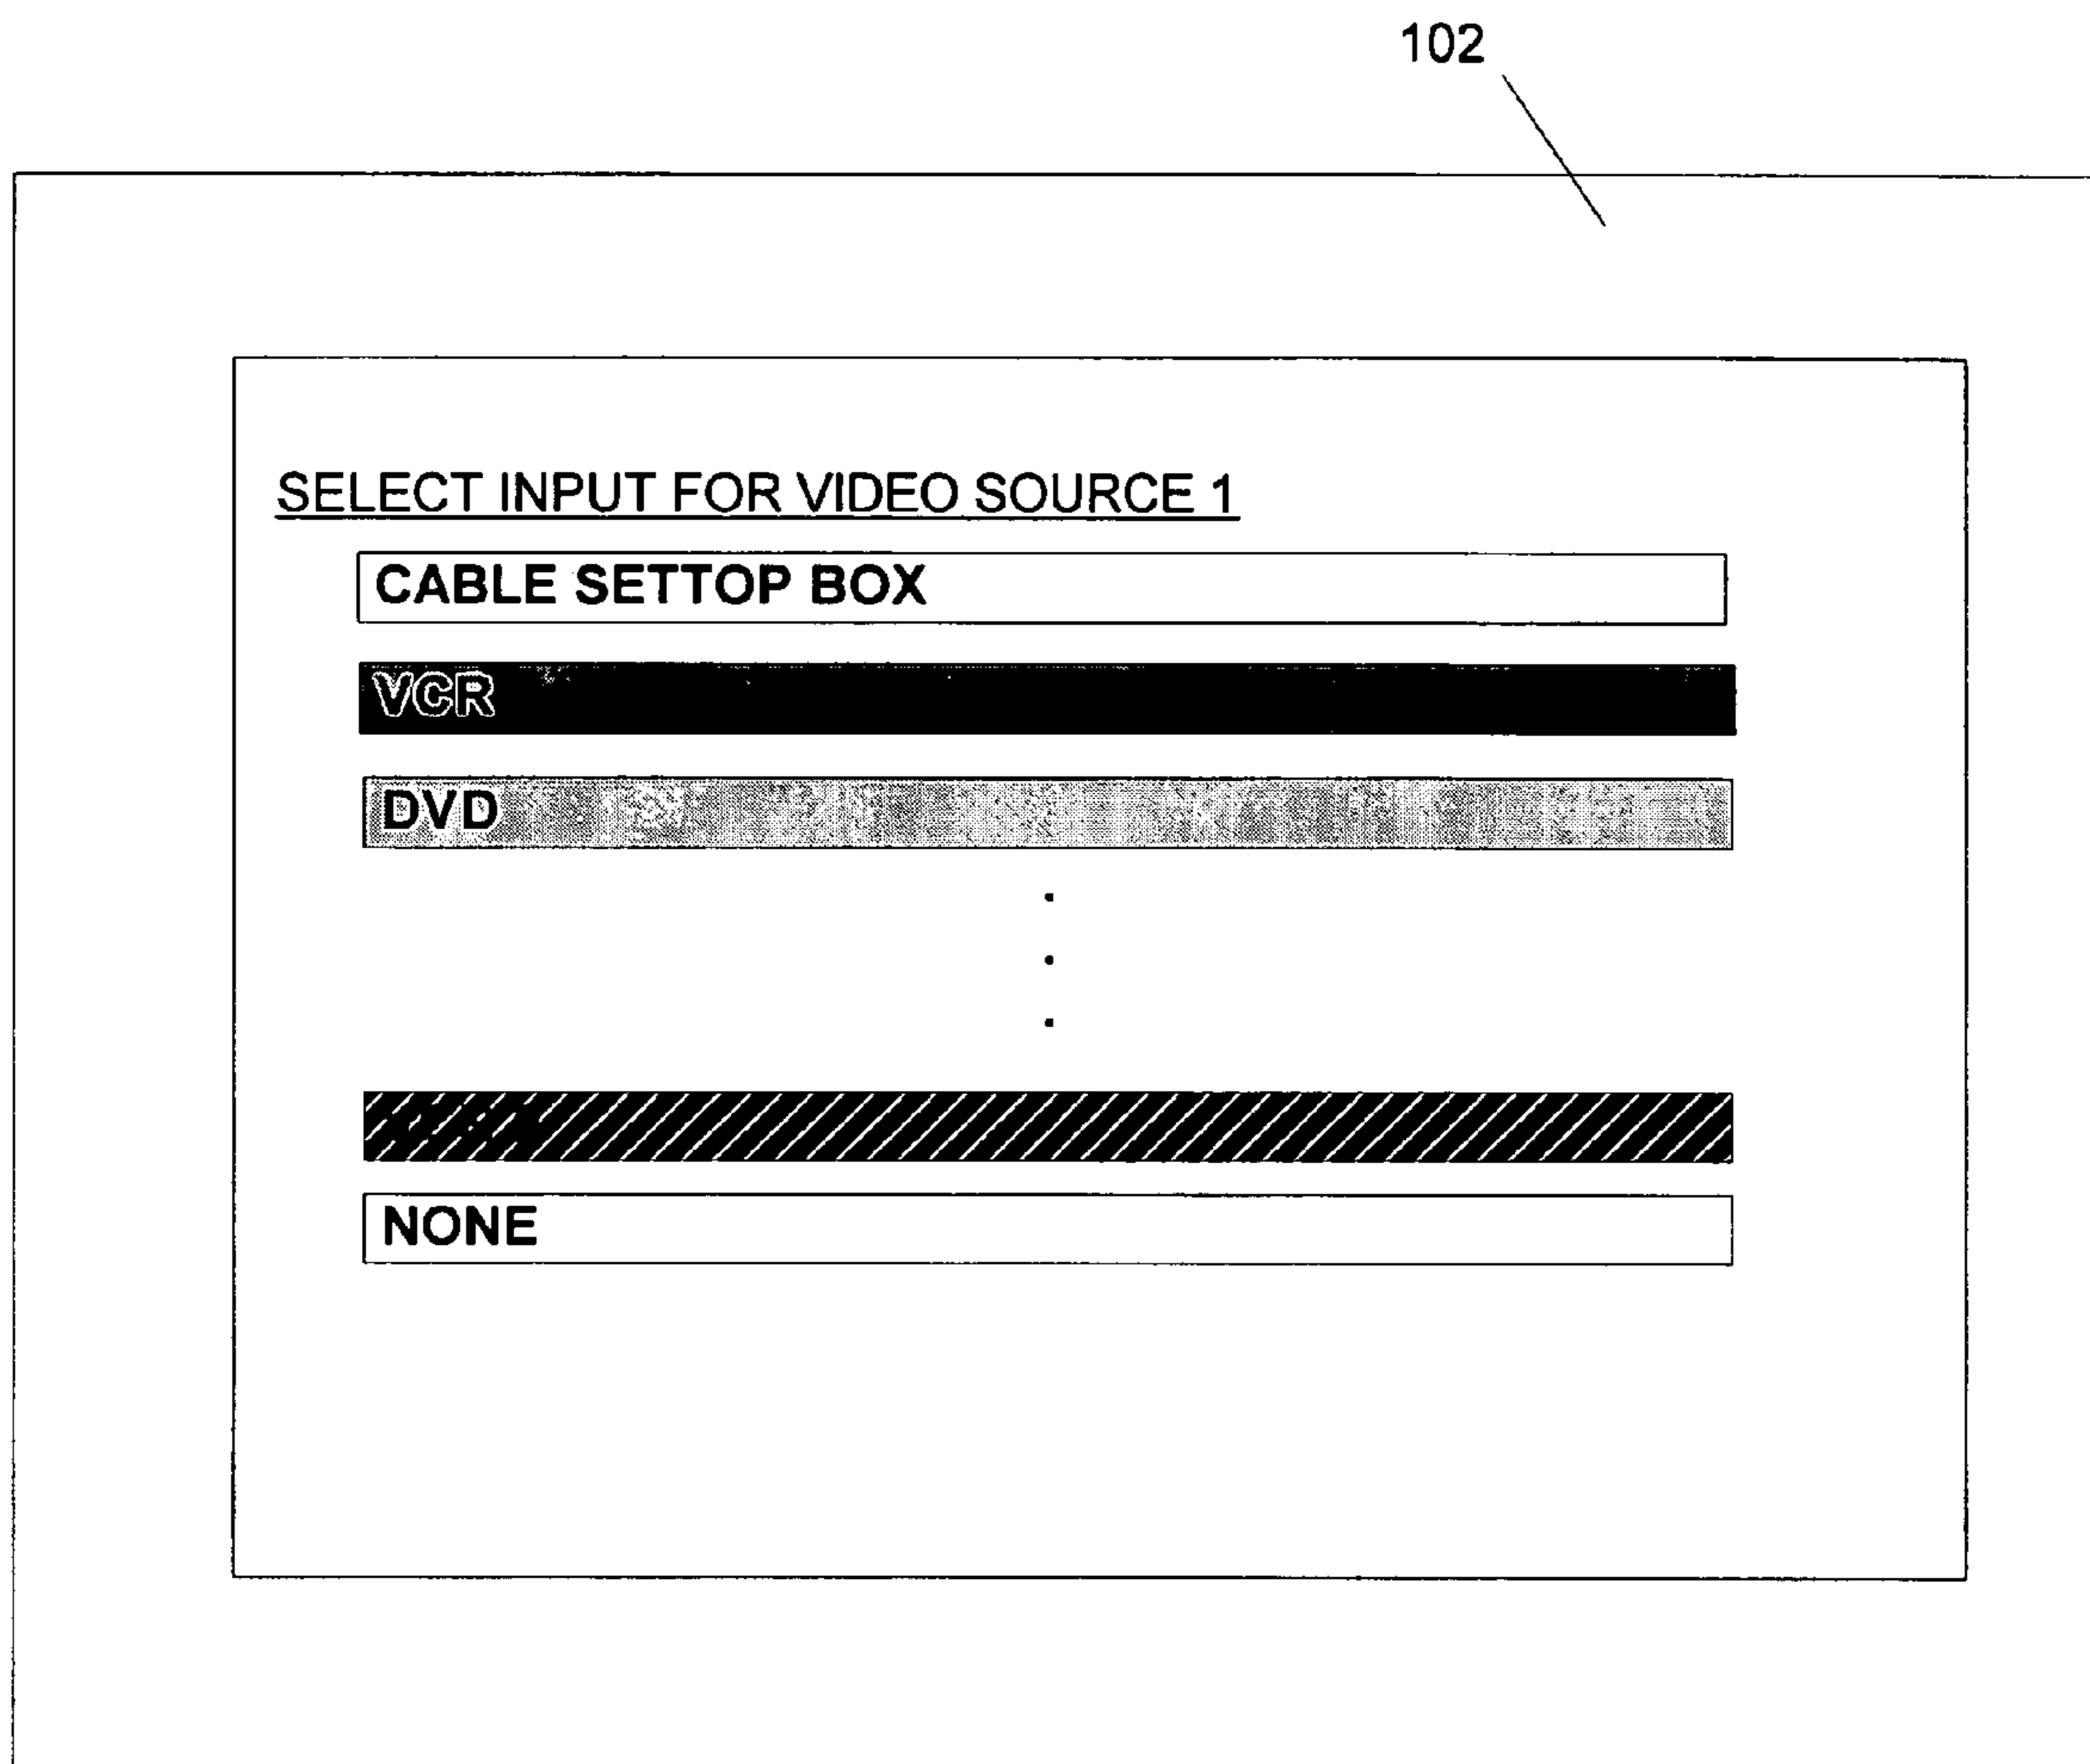 102
SELECT INPUT FOR VIDEO SOURCE 1
CABLE SETTOP BOX
VCR
DVD
NONE